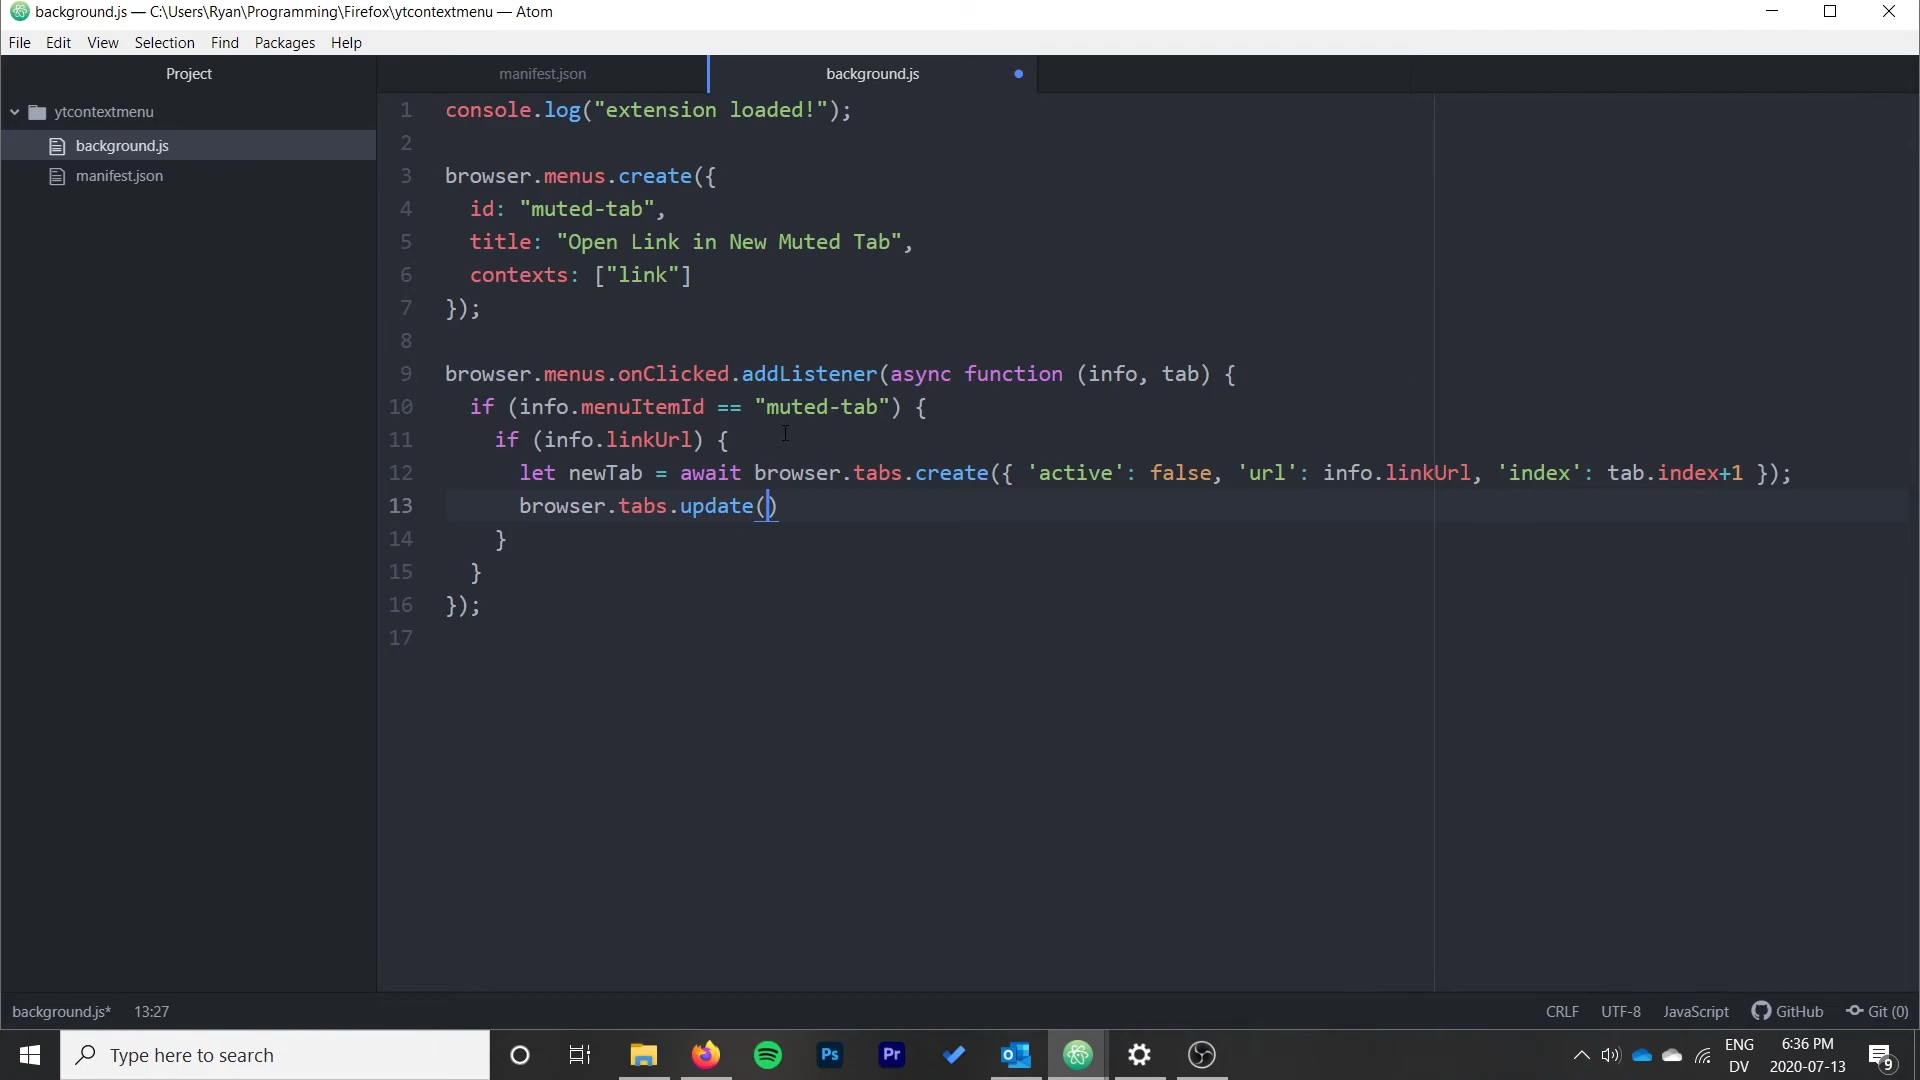 background.js — C:\Users\Ryan\Programming\Firefox\ytcontextmenu — Atom
File Edit View Selection Find Packages Help
Project
manifest.json
background.js
ytcontextmenu
background.js
manifest.json
1 console.log("extension loaded!");
2
3 browser.menus.create({
4 id: "muted-tab",
5 title: "Open Link in New Muted Tab",
6 contexts: ["link"]
7 });
8
9 browser.menus.onClicked.addListener(async function (info, tab) {
10 if (info.menuItemId == "muted-tab") {
11 if (info.linkUrl) {
12 let newTab = await browser.tabs.create({ 'active': false, 'url': info.linkUrl, 'index': tab.index+1 });
13 browser.tabs.update()
14 }
15 }
16 });
17
background.js* 13:27
CRLF UTF-8 JavaScript GitHub Git (0)
Type here to search
Ps
Pr
ENG
DV
6:36 PM
2020-07-13
9